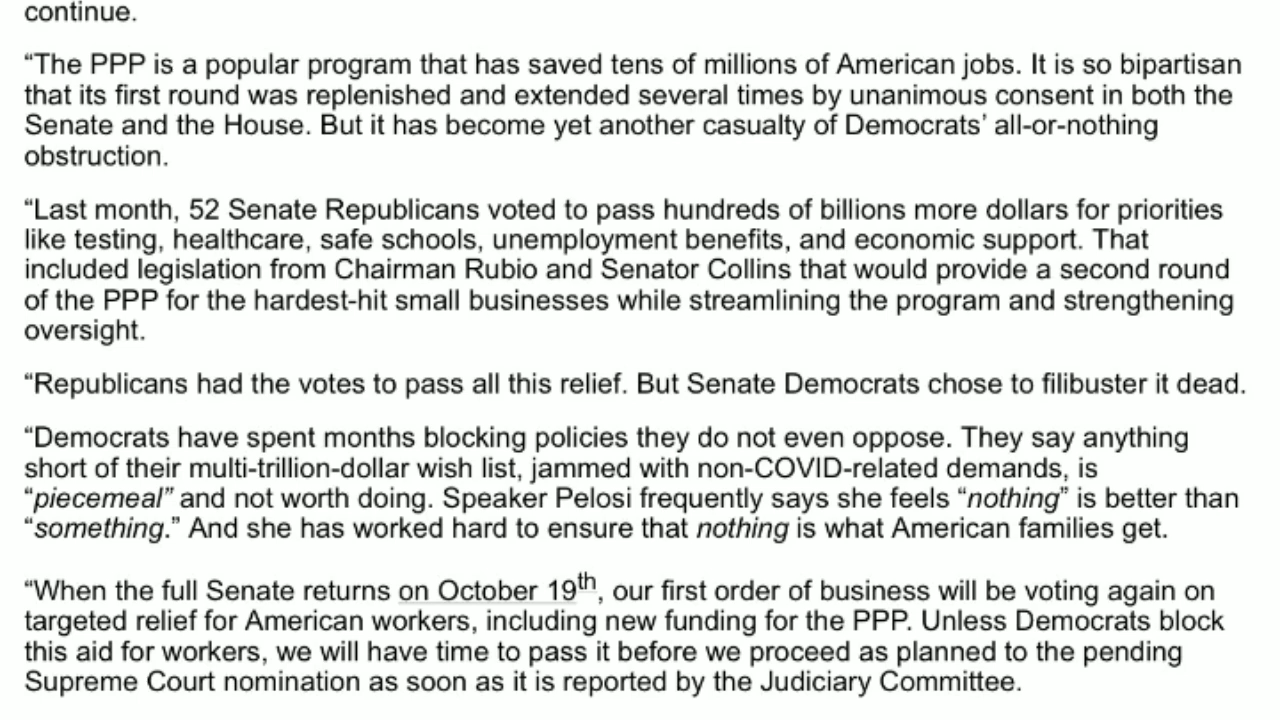 continue.
“The PPP is a popular program that has saved tens of millions of American jobs. It is so bipartisan
that its first round was replenished and extended several times by unanimous consent in both the
Senate and the House. But it has become yet another casualty of Democrats’ all-or-nothing
obstruction.
“Last month, 52 Senate Republicans voted to pass hundreds of billions more dollars for priorities
like testing, healthcare, safe schools, unemployment benefits, and economic support. That
included legislation from Chairman Rubio and Senator Collins that would provide a second round
of the PPP for the hardest-hit small businesses while streamlining the program and strengthening
oversight.
“Republicans had the votes to pass all this relief. But Senate Democrats chose to filibuster it dead.
“Democrats have spent months blocking policies they do not even oppose. They say anything
short of their multi-trillion-dollar wish list, jammed with non-COVID-related demands, is
“piecemeal” and not worth doing. Speaker Pelosi frequently says she feels “nothing” is better than
“something.” And she has worked hard to ensure that nothing is what American families get.
“When the full Senate returns on October 19th, our first order of business will be voting again on
targeted relief for American workers, including new funding for the PPP. Unless Democrats block
this aid for workers, we will have time to pass it before we proceed as planned to the pending
Supreme Court nomination as soon as it is reported by the Judiciary Committee.